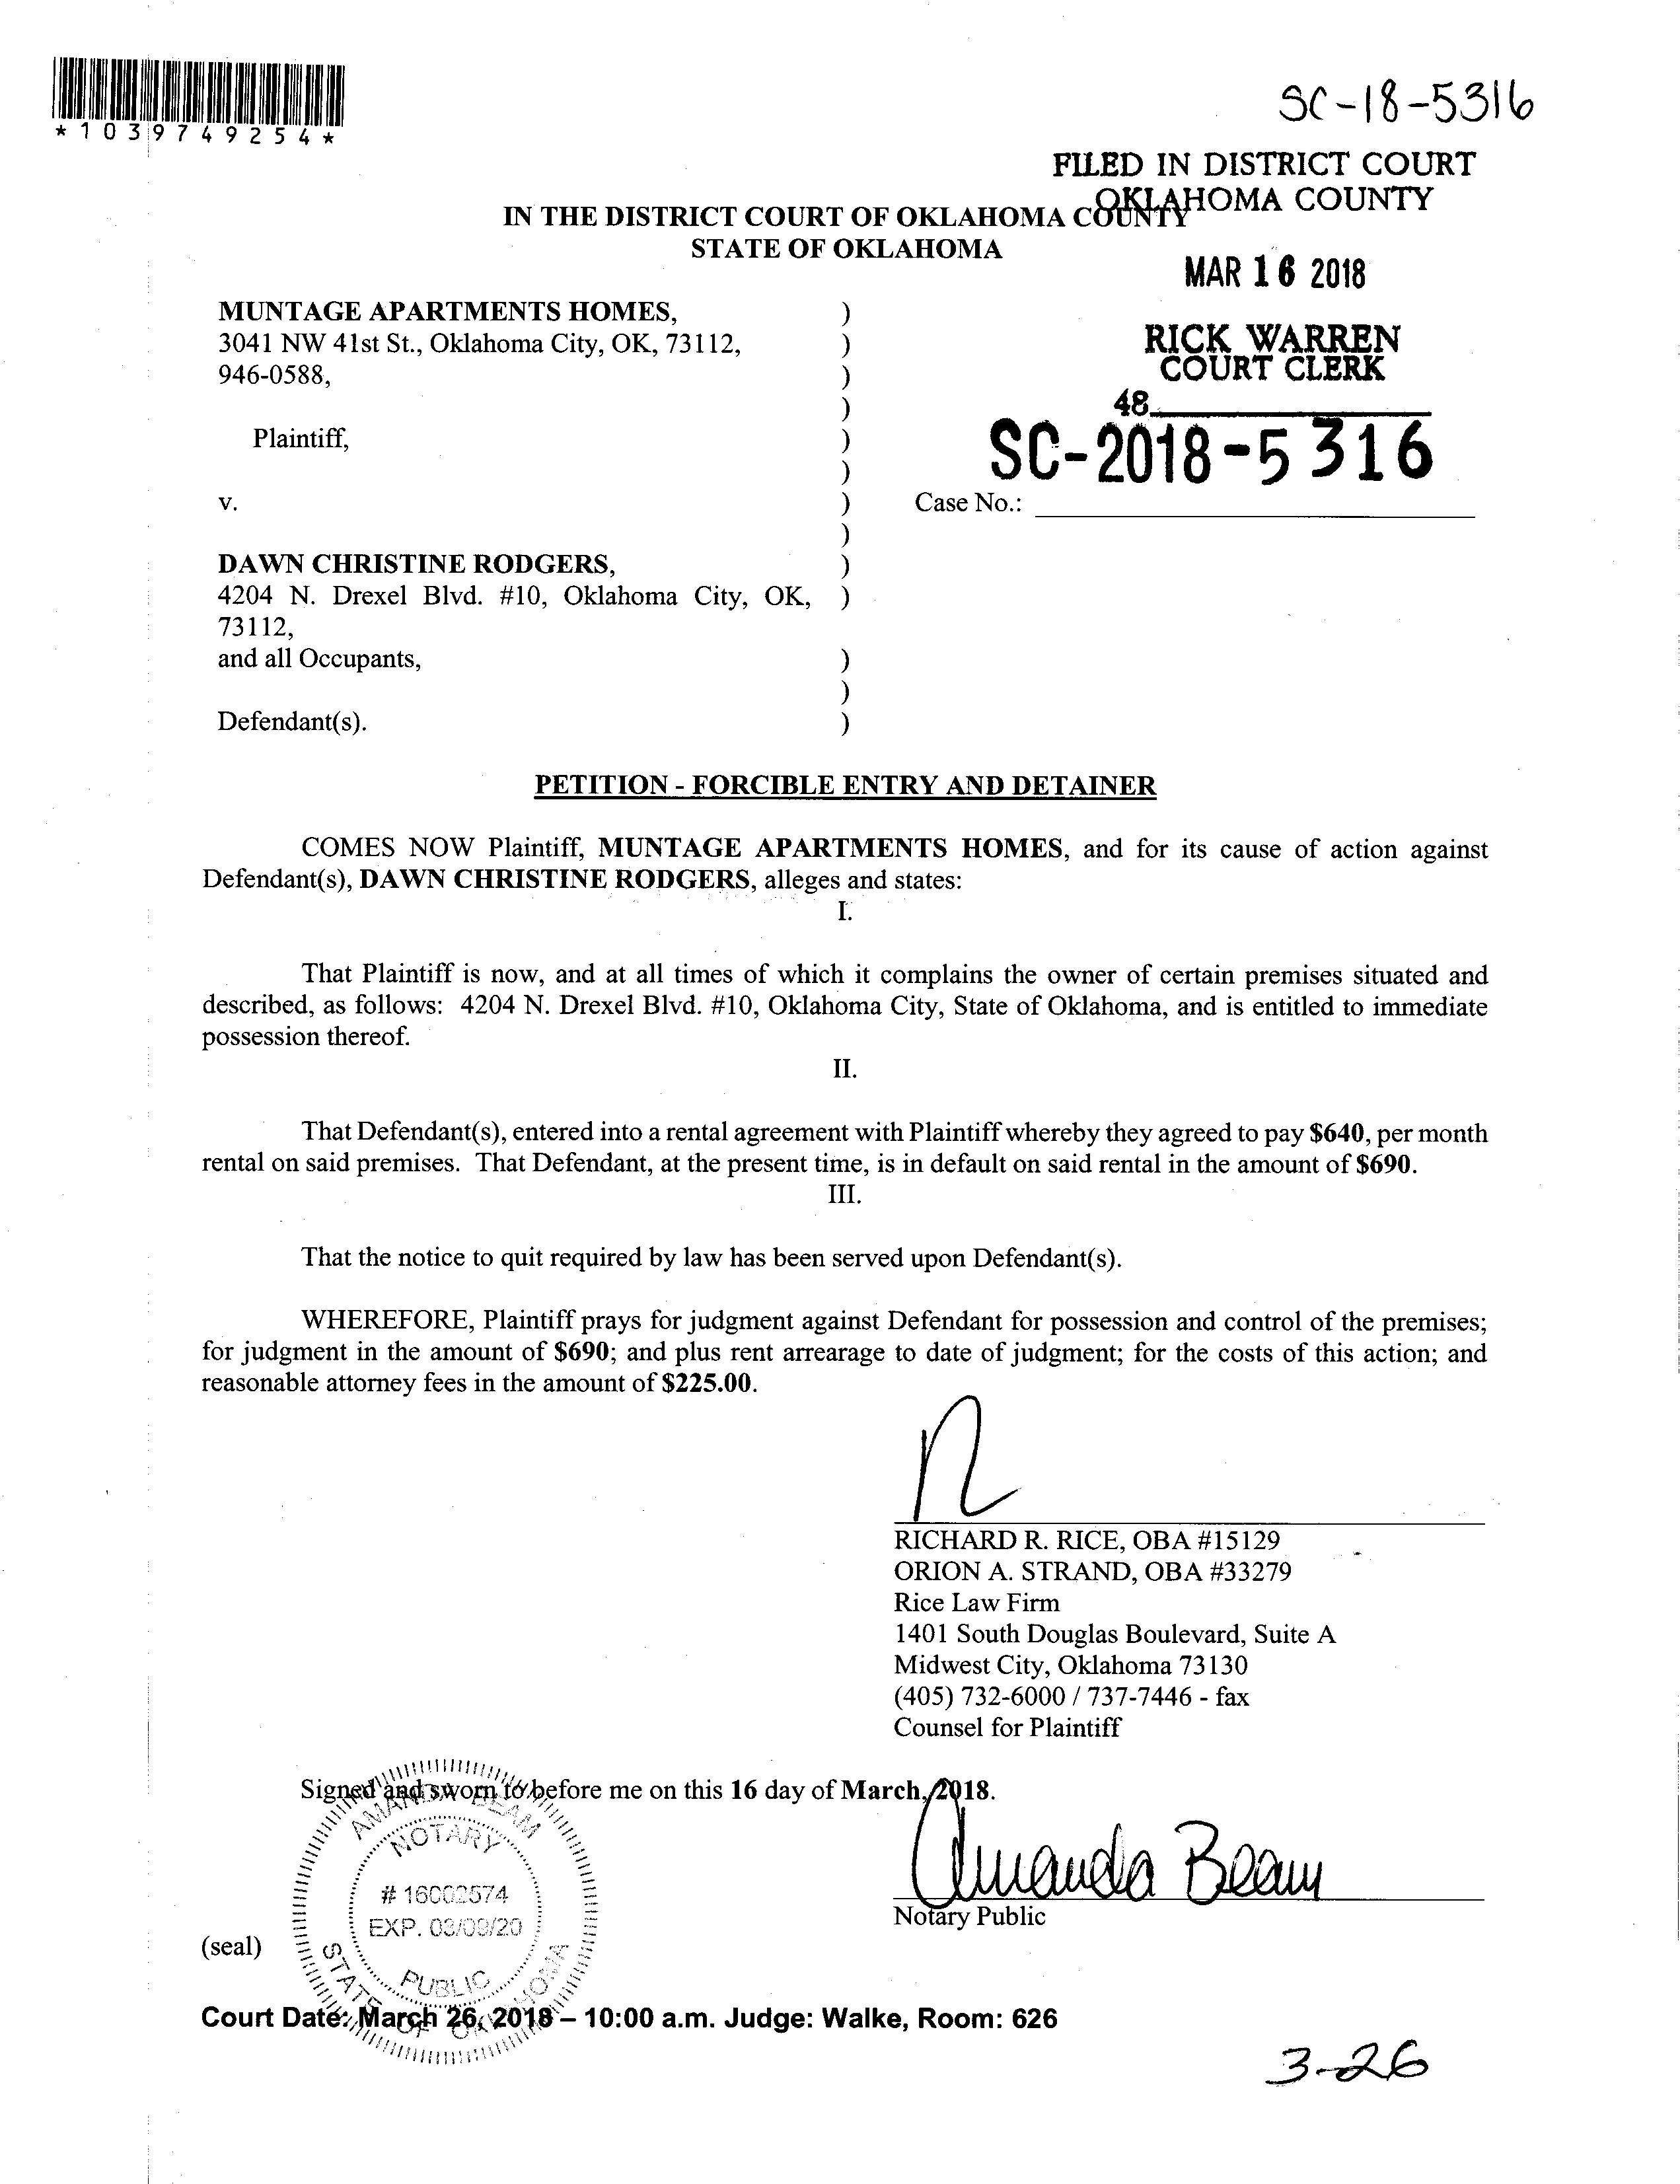 *1039749254*
SC-18-5316
FILED IN DISTRICT COURT
OKLAHOMA COUNTY
IN THE DISTRICT COURT OF OKLAHOMA COUNTY
STATE OF OKLAHOMA
MAR 16 2018
MUNTAGE APARTMENTS HOMES, )
3041 NW 41st St., Oklahoma City, OK, 73112, )
946-0588, )
RICK WARREN
COURT CLERK
)
48
Plaintiff, )
SC-2018-5316
)
v. ) Case No.:
)
DAWN CHRISTINE RODGERS, )
4204 N. Drexel Blvd. #10, Oklahoma City, OK, )
73112,
and all Occupants, )
)
Defendant(s). )
PETITION - FORCIBLE ENTRY AND DETAINER
COMES NOW Plaintiff, MUNTAGE APARTMENTS HOMES, and for its cause of action against
Defendant(s), DAWN CHRISTINE RODGERS, alleges and states:
I.
That Plaintiff is now, and at all times of which it complains the owner of certain premises situated and
described, as follows: 4204 N. Drexel Blvd. #10, Oklahoma City, State of Oklahoma, and is entitled to immediate
possession thereof.
II.
That Defendant(s), entered into a rental agreement with Plaintiff whereby they agreed to pay $640, per month
rental on said premises. That Defendant, at the present time, is in default on said rental in the amount of $690.
III.
That the notice to quit required by law has been served upon Defendant(s).
WHEREFORE, Plaintiff prays for judgment against Defendant for possession and control of the premises;
for judgment in the amount of $690; and plus rent arrearage to date of judgment; for the costs of this action; and
reasonable attorney fees in the amount of $225.00.
RICHARD R. RICE, OBA #15129
ORION A. STRAND, OBA #33279
Rice Law Firm
1401 South Douglas Boulevard, Suite A
Midwest City, Oklahoma 73130
(405) 732-6000 / 737-7446 - fax
Counsel for Plaintiff
Signed and sworn to before me on this 16 day of March, 2018.
AMANDA BEAM
NOTARY
# 16002574
EXP. 03/09/20
PUBLIC
STATE OF OKLAHOMA
Amanda Beam
Notary Public
(seal)
Court Date: March 26, 2018 – 10:00 a.m. Judge: Walke, Room: 626
3-26